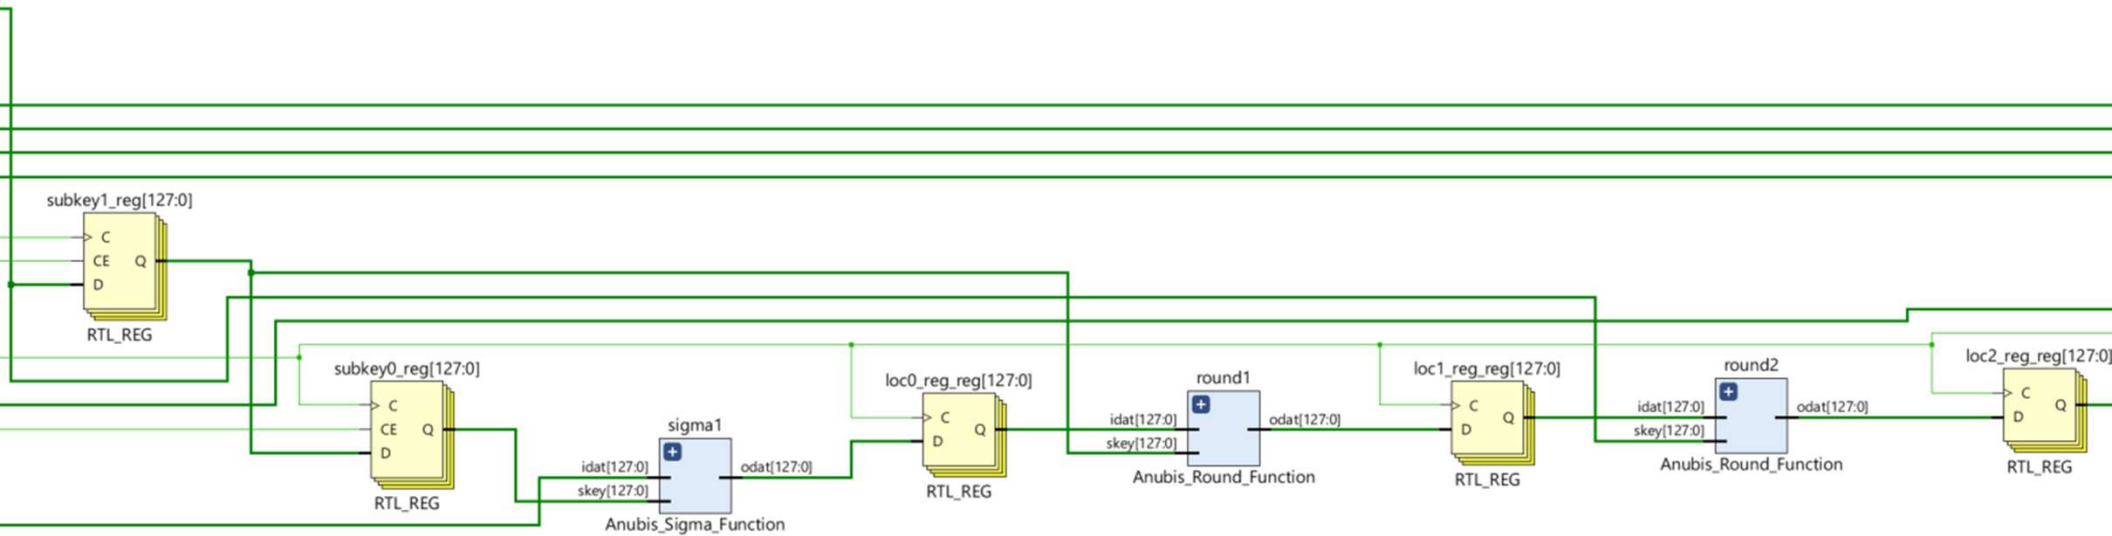 subkey1_reg[127:0]
C
CE Q
D
RTL_REG
subkey0_reg[127:0]
C
CE Q
D
RTL_REG
sigma1
idat[127:0] odat[127:0]
skey[127:0]
Anubis_Sigma_Function
loc0_reg_reg[127:0]
C
Q
D
RTL_REG
round1
idat[127:0] odat[127:0]
skey[127:0]
Anubis_Round_Function
loc1_reg_reg[127:0]
C
Q
D
RTL_REG
round2
idat[127:0] odat[127:0]
skey[127:0]
Anubis_Round_Function
loc2_reg_reg[127:0]
C
Q
D
RTL_REG